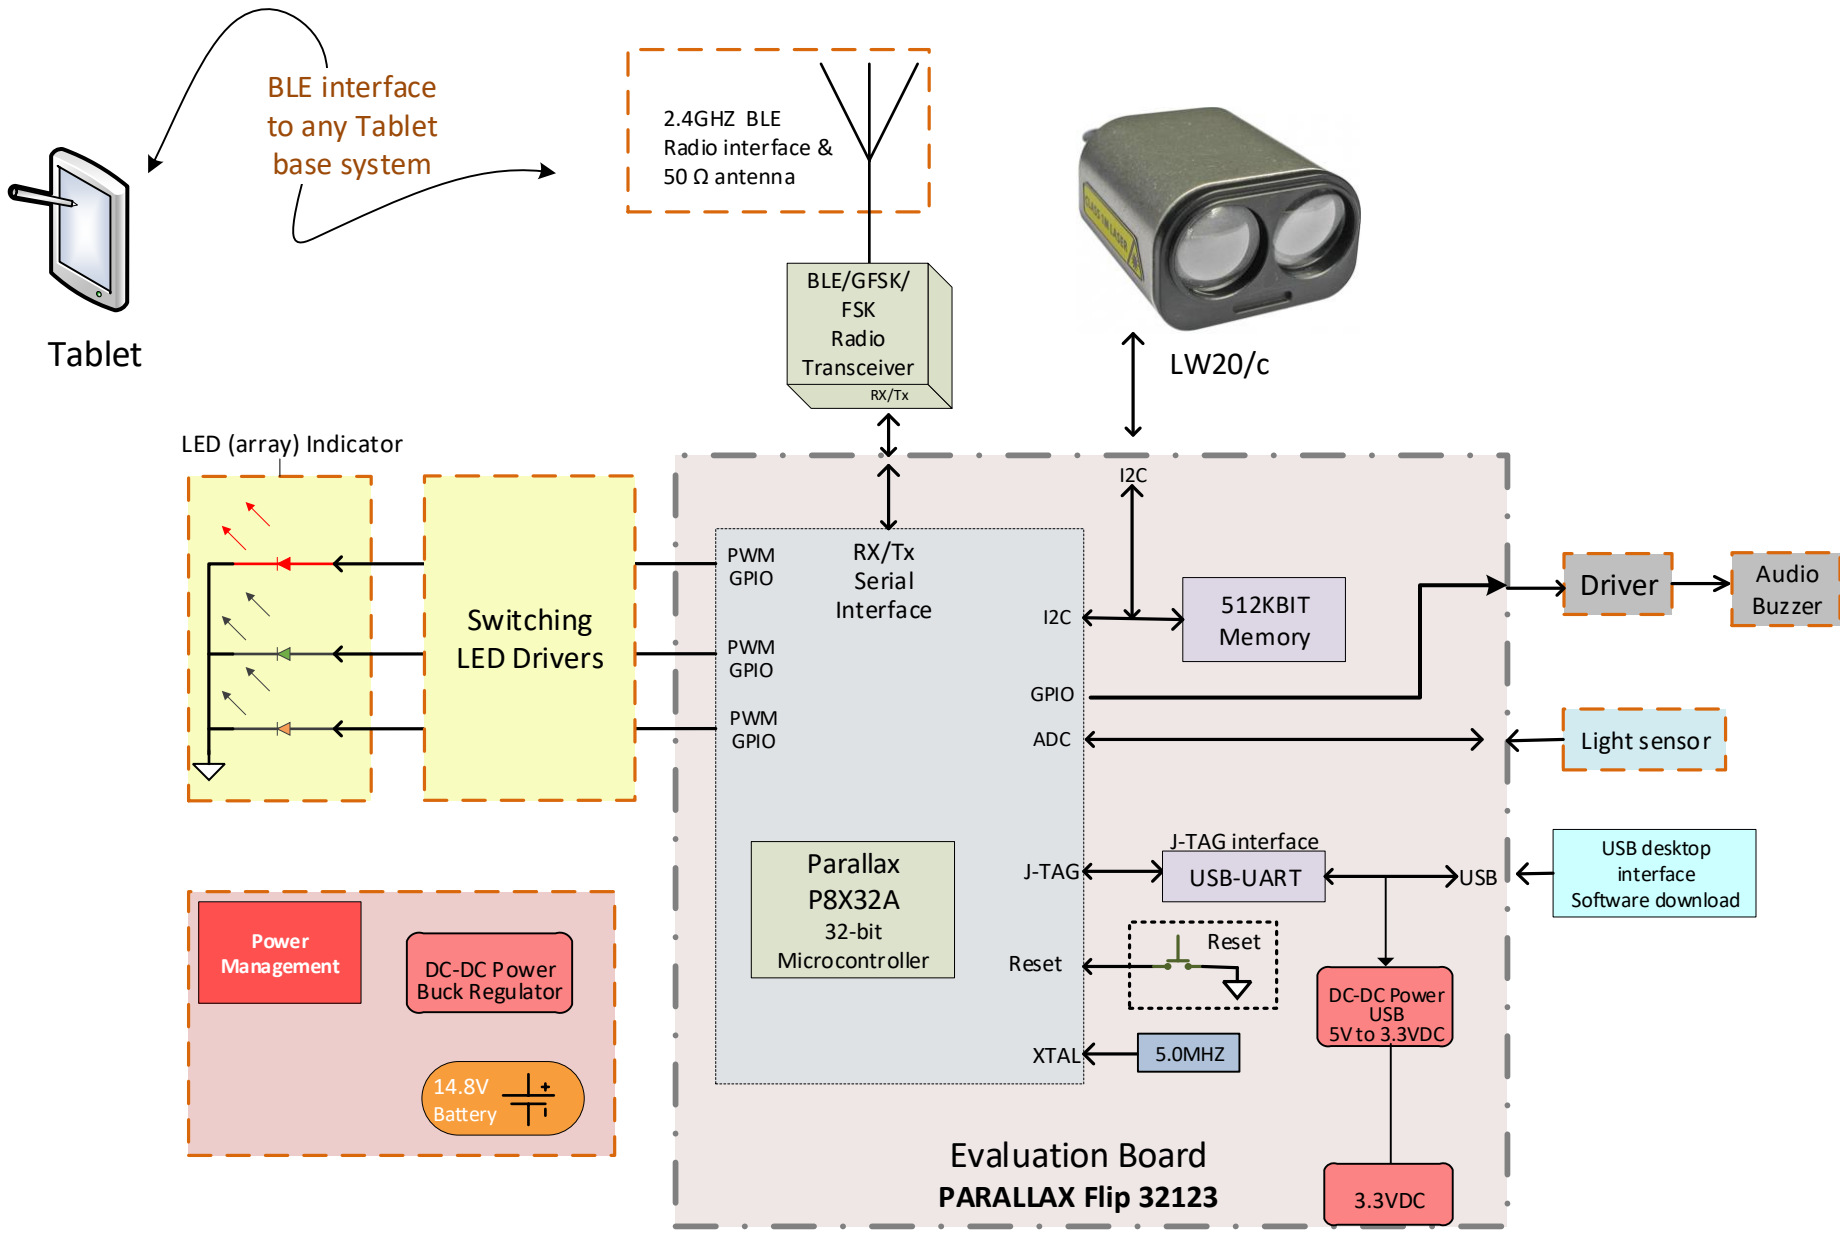 BLE interface
to any Tablet
base system
Tablet
2.4GHZ BLE
Radio interface &
50 Ω antenna
BLE/GFSK/
FSK
Radio
Transceiver
RX/Tx
CLASS 1M LASER
LW20/c
LED (array) Indicator
Switching
LED Drivers
PWM
GPIO
PWM
GPIO
PWM
GPIO
RX/Tx
Serial
Interface
I2C
I2C
512KBIT
Memory
GPIO
ADC
Driver
Audio
Buzzer
Light sensor
J-TAG interface
J-TAG
USB-UART
USB
USB desktop
interface
Software download
Parallax
P8X32A
32-bit
Microcontroller
Reset
Reset
DC-DC Power
USB
5V to 3.3VDC
XTAL
5.0MHZ
3.3VDC
Power
Management
DC-DC Power
Buck Regulator
14.8V
Battery
Evaluation Board
PARALLAX Flip 32123